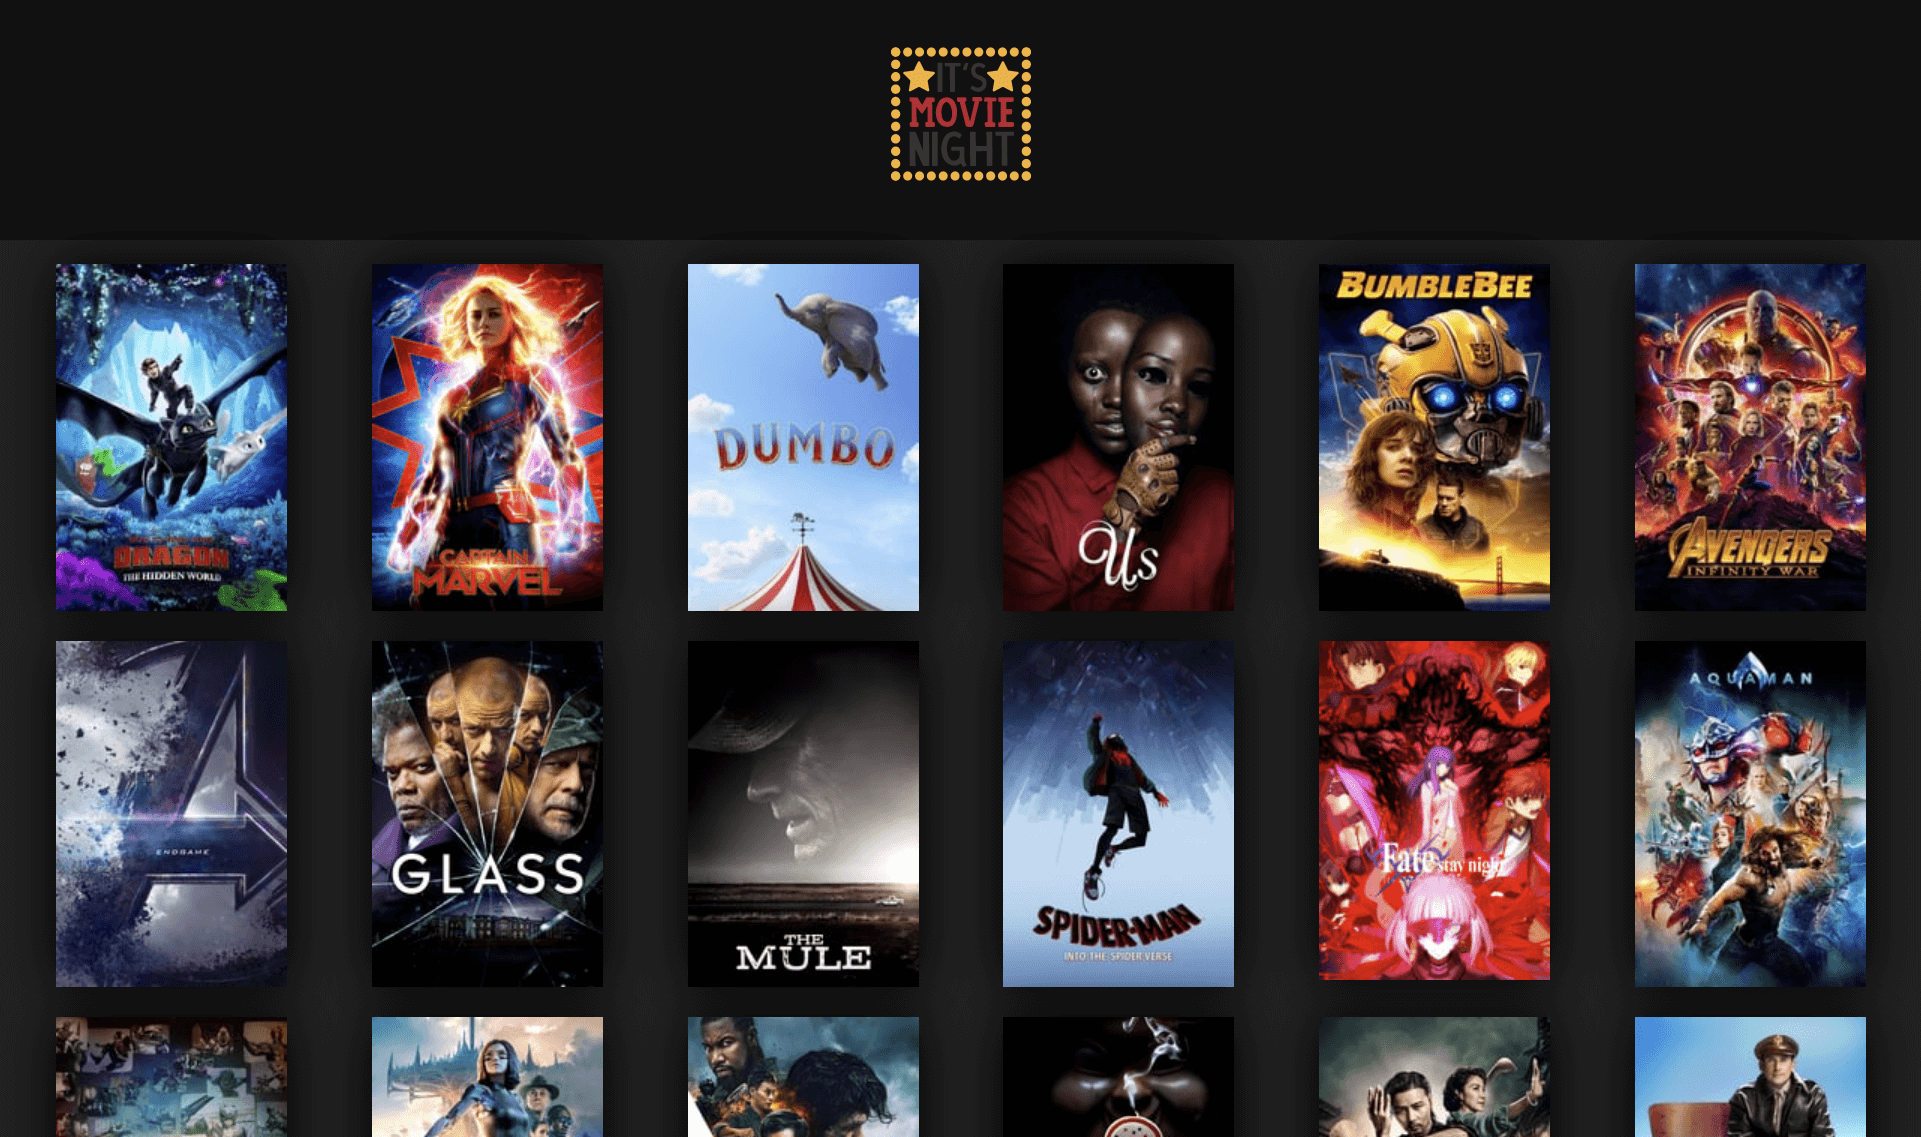 IT'S
MOVIE
NIGHT
DRAGON
THE HIDDEN WORLD
CAPTAIN
MARVEL
DUMBO
Us
BUMBLEBEE
AVENGERS
INFINITY WAR
ENDGAME
GLASS
THE
MULE
SPIDER-MAN
INTO THE SPIDER VERSE
Fate stay night
AQUAMAN